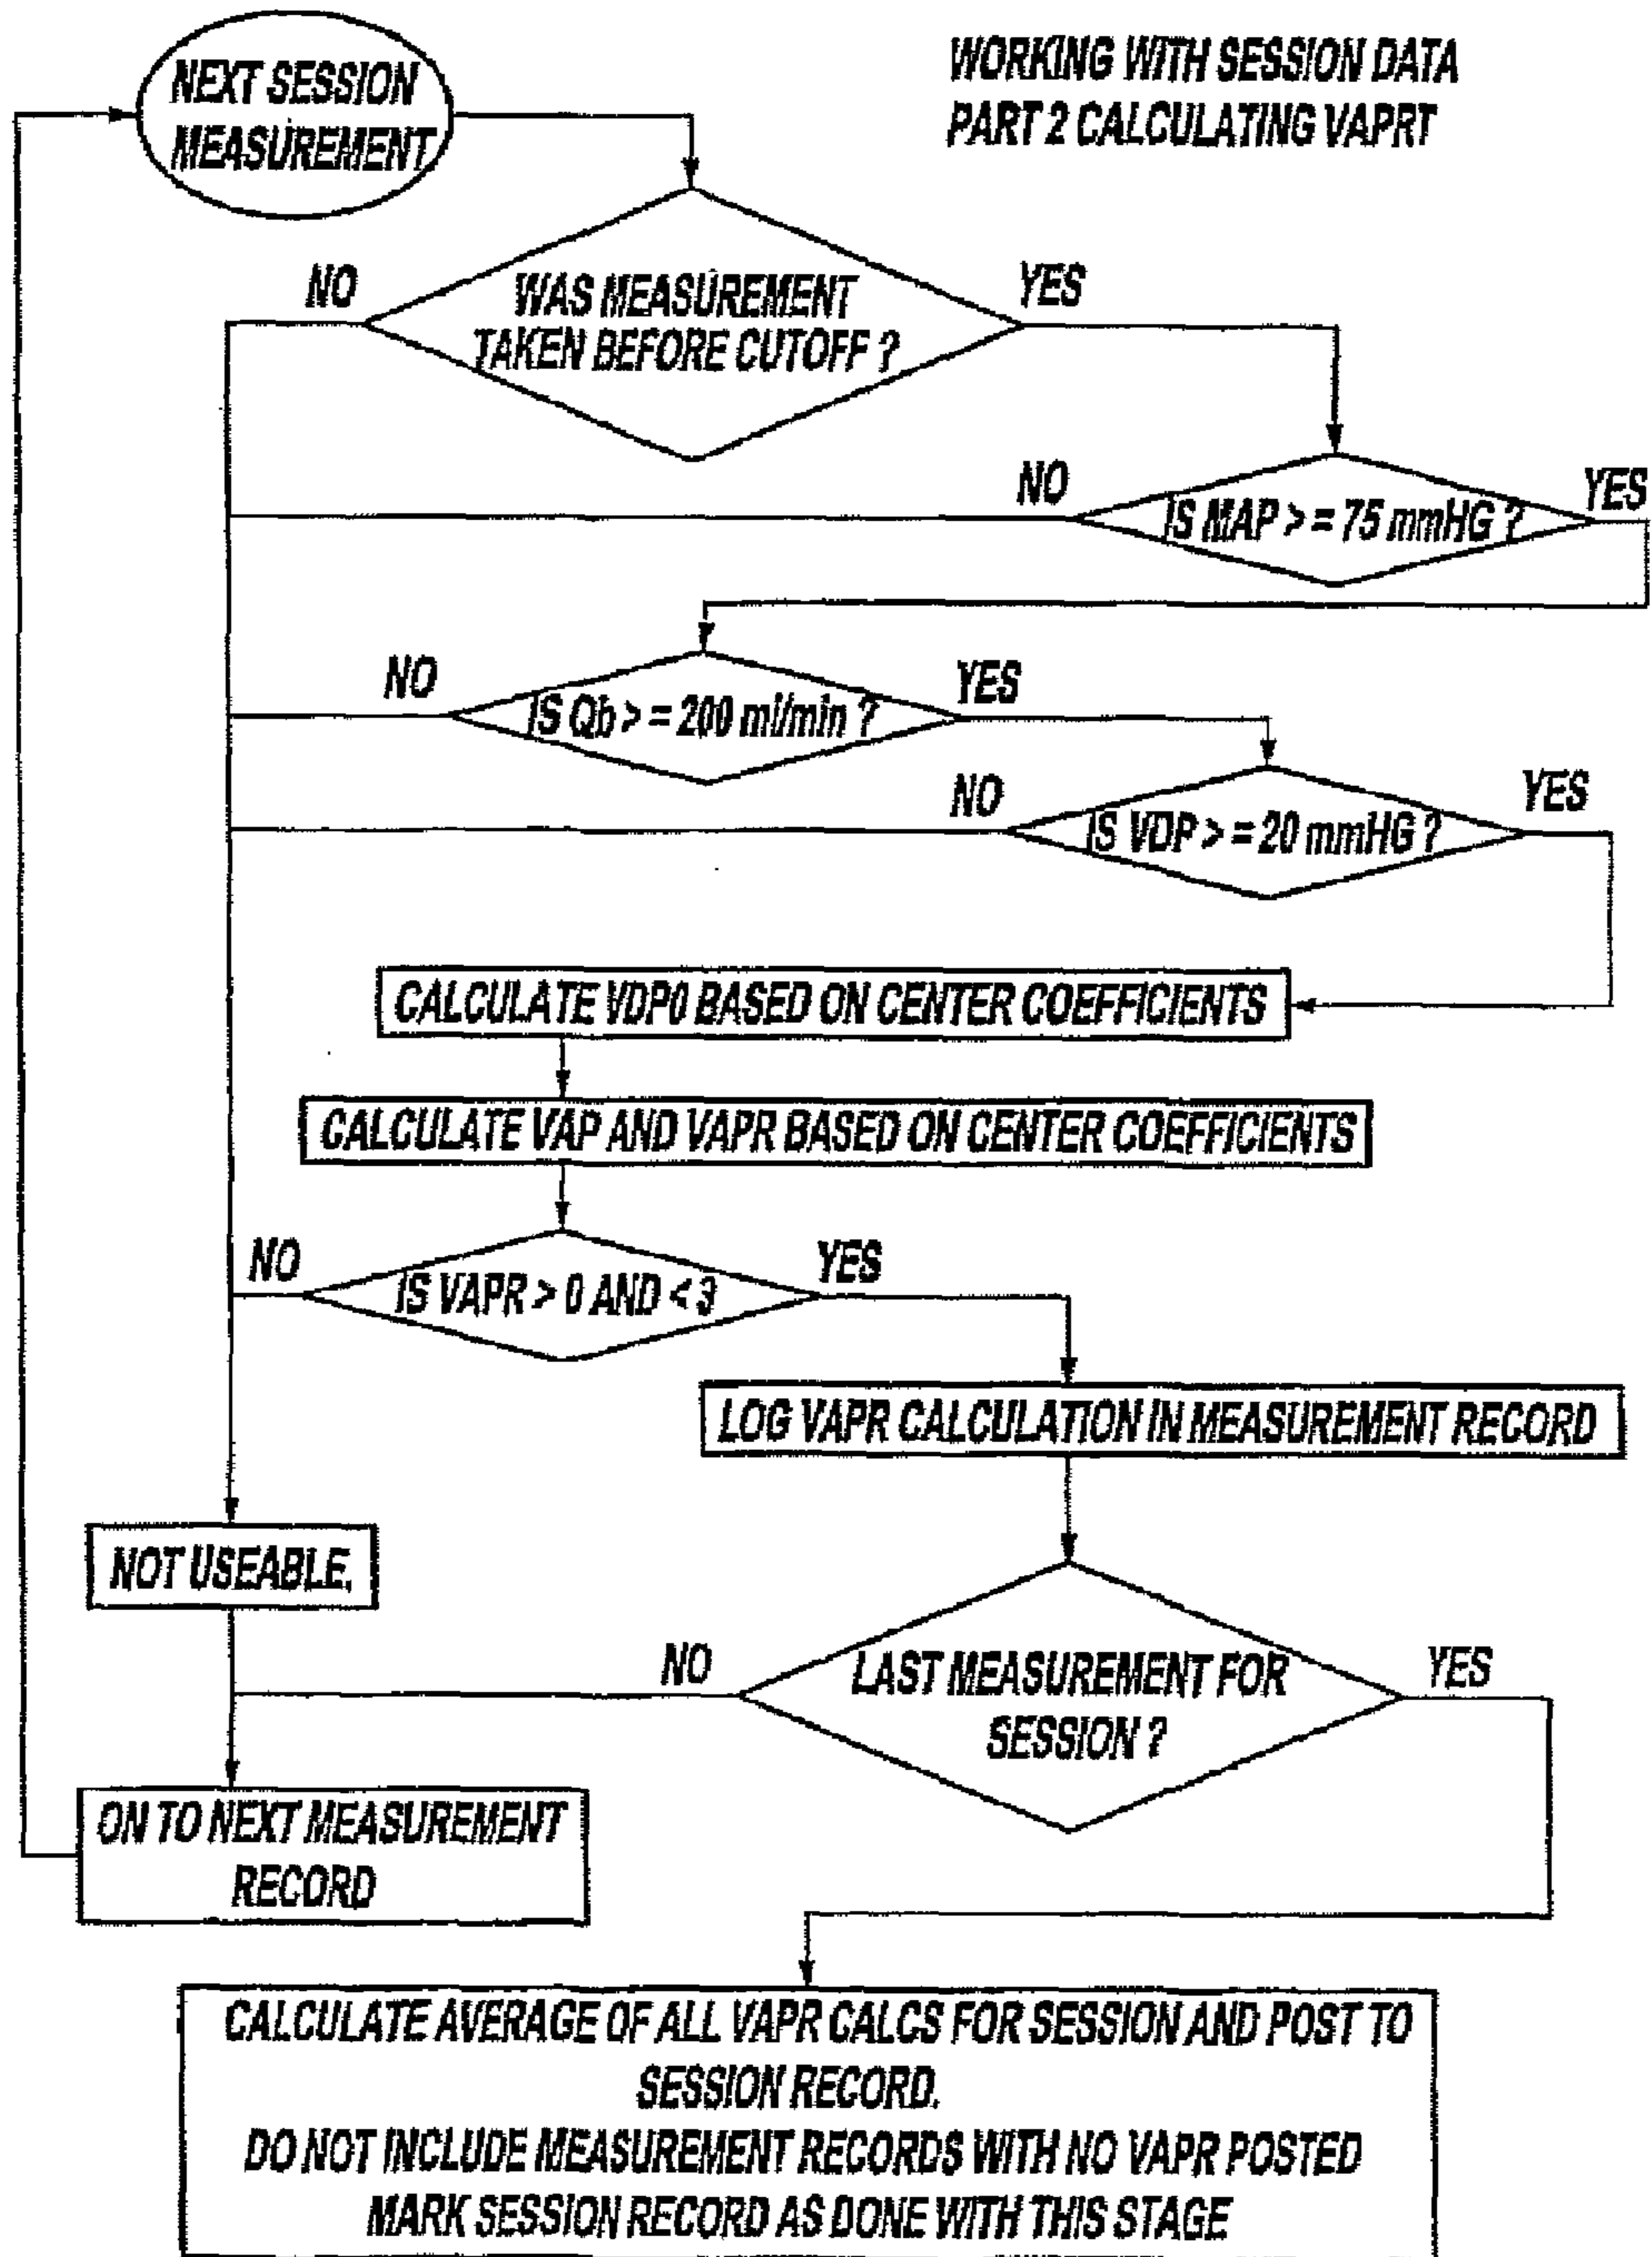 WORKING WITH SESSION DATA
PART 2 CALCULATING VAPRT
NEXT SESSION
MEASUREMENT
NO
WAS MEASUREMENT
TAKEN BEFORE CUTOFF ?
YES
NO
IS MAP > = 75 mmHG ?
YES
NO
IS Qb > = 200 ml/min ?
YES
NO
IS VDP > = 20 mmHG ?
YES
CALCULATE VDP0 BASED ON CENTER COEFFICIENTS
CALCULATE VAP AND VAPR BASED ON CENTER COEFFICIENTS
NO
IS VAPR > 0 AND < 3
YES
LOG VAPR CALCULATION IN MEASUREMENT RECORD
NOT USEABLE.
NO
LAST MEASUREMENT FOR
SESSION ?
YES
ON TO NEXT MEASUREMENT
RECORD
CALCULATE AVERAGE OF ALL VAPR CALCS FOR SESSION AND POST TO
SESSION RECORD.
DO NOT INCLUDE MEASUREMENT RECORDS WITH NO VAPR POSTED
MARK SESSION RECORD AS DONE WITH THIS STAGE